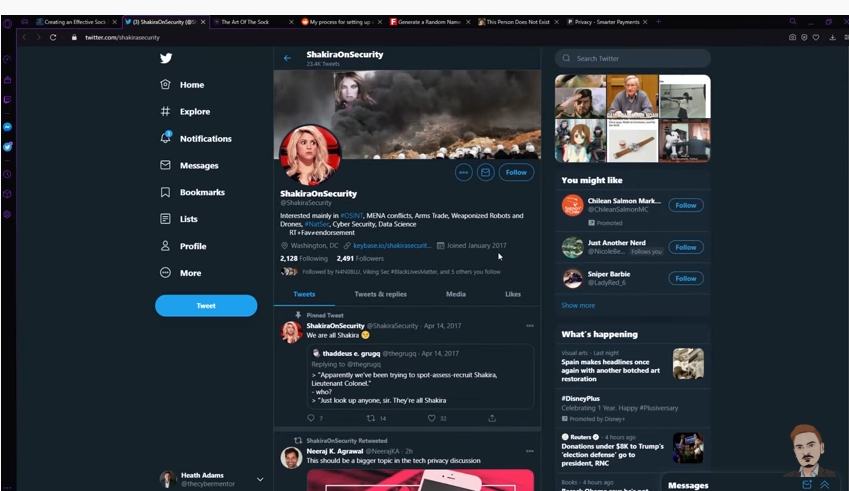 Creating an Effective Sock
(3) ShakiraOnSecurity (@Sh
The Art Of The Sock
My process for setting up
Generate a Random Name
This Person Does Not Exist
Privacy - Smarter Payments
twitter.com/shakirasecurity
Home
Explore
Notifications
Messages
Bookmarks
Lists
Profile
More
Tweet
Heath Adams
@thecybermentor
ShakiraOnSecurity
23.4K Tweets
Follow
ShakiraOnSecurity
@ShakiraSecurity
Interested mainly in #OSINT, MENA conflicts, Arms Trade, Weaponized Robots and
Drones, #NatSec, Cyber Security, Data Science
RT+Fav≠endorsement
Washington, DC keybase.io/shakirasecurit... Joined January 2017
2,128 Following 2,491 Followers
Followed by N4N0BLU, Viking Sec #BlackLivesMatter, and 5 others you follow
Tweets Tweets & replies Media Likes
Pinned Tweet
ShakiraOnSecurity @ShakiraSecurity · Apr 14, 2017
We are all Shakira
thaddeus e. grugq @thegrugq · Apr 14, 2017
Replying to @thegrugq
> "Apparently we've been trying to spot-assess-recruit Shakira,
Lieutenant Colonel."
- who?
> "Just look up anyone, sir. They're all Shakira
7 14 32
ShakiraOnSecurity Retweeted
Neeraj K. Agrawal @NeerajKA · 2h
This should be a bigger topic in the tech privacy discussion
Search Twitter
You might like
Chilean Salmon Mark...
@ChileanSalmonMC
Promoted
Follow
Just Another Nerd
@NicoleBe... Follows you
Follow
Sniper Barbie
@LadyRed_6
Follow
Show more
What's happening
Visual arts · Last night
Spain makes headlines once
again with another botched art
restoration
#DisneyPlus
Celebrating 1 Year. Happy #Plusiversary
Promoted by Disney+
Reuters · 4 hours ago
Donations under $8K to Trump's
'election defense' go to
president, RNC
Books · 4 hours ago
Messages